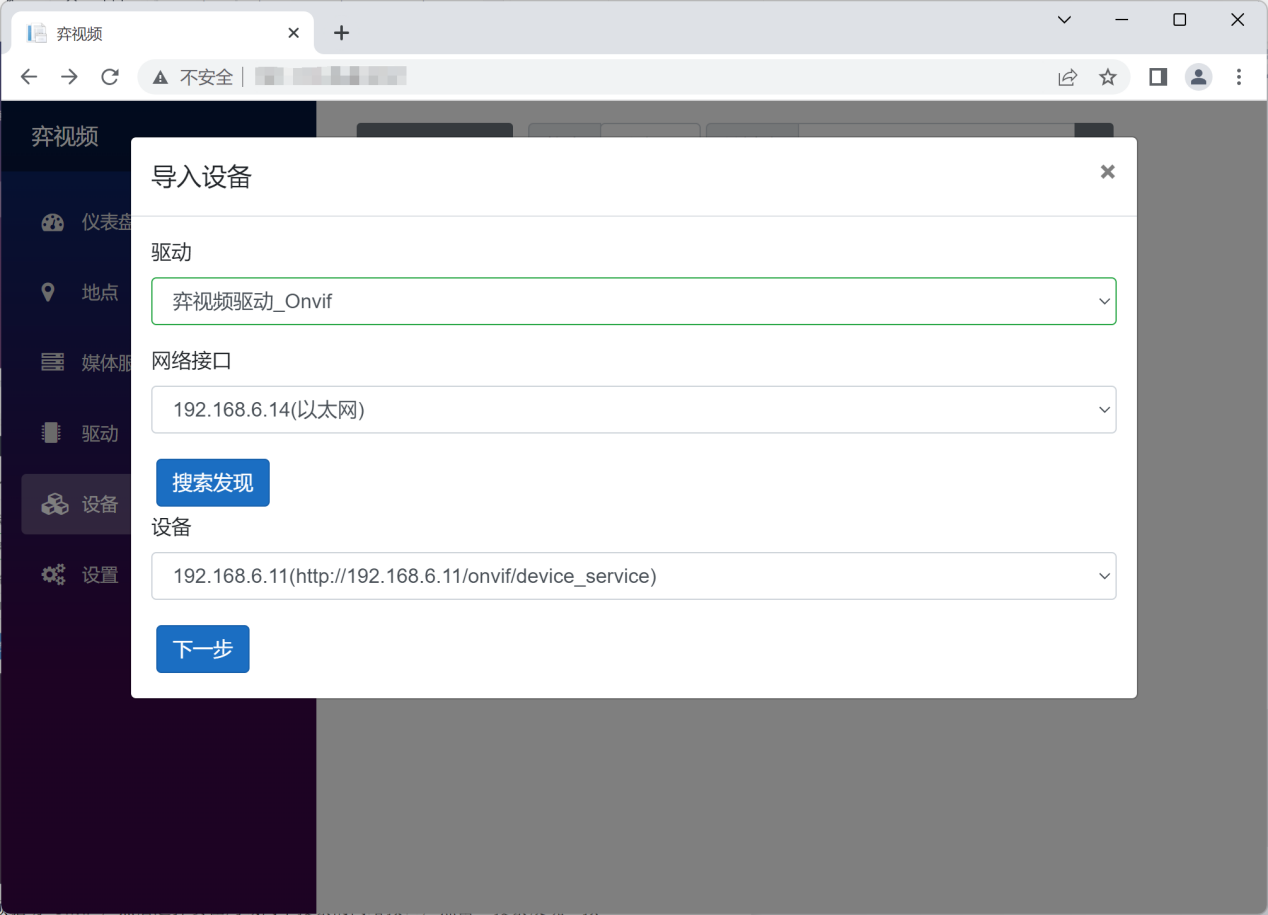 弈视频
不安全
弈视频
导入设备
仪表盘
驱动
弈视频驱动_Onvif
地点
网络接口
媒体服
192.168.6.14(以太网)
驱动
搜索发现
设备
设备
192.168.6.11(http://192.168.6.11/onvif/device_service)
设置
下一步